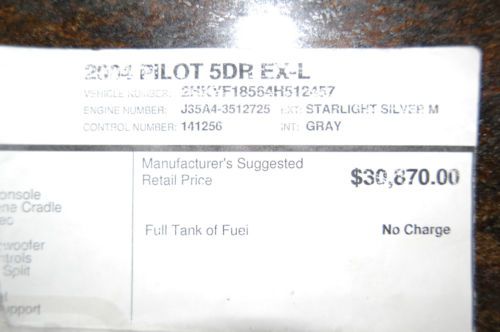 2004 PILOT 5DR EX-L
VEHICLE NUMBER: 2HKYF18564H512457
ENGINE NUMBER: J35A4-3512725 EXT: STARLIGHT SILVER M
CONTROL NUMBER: 141256 INT: GRAY
Manufacturer's Suggested
Retail Price $30,870.00
Full Tank of Fuel No Charge
onsole
ne Cradle
ec
woofer
ntrols
Split
at
upport